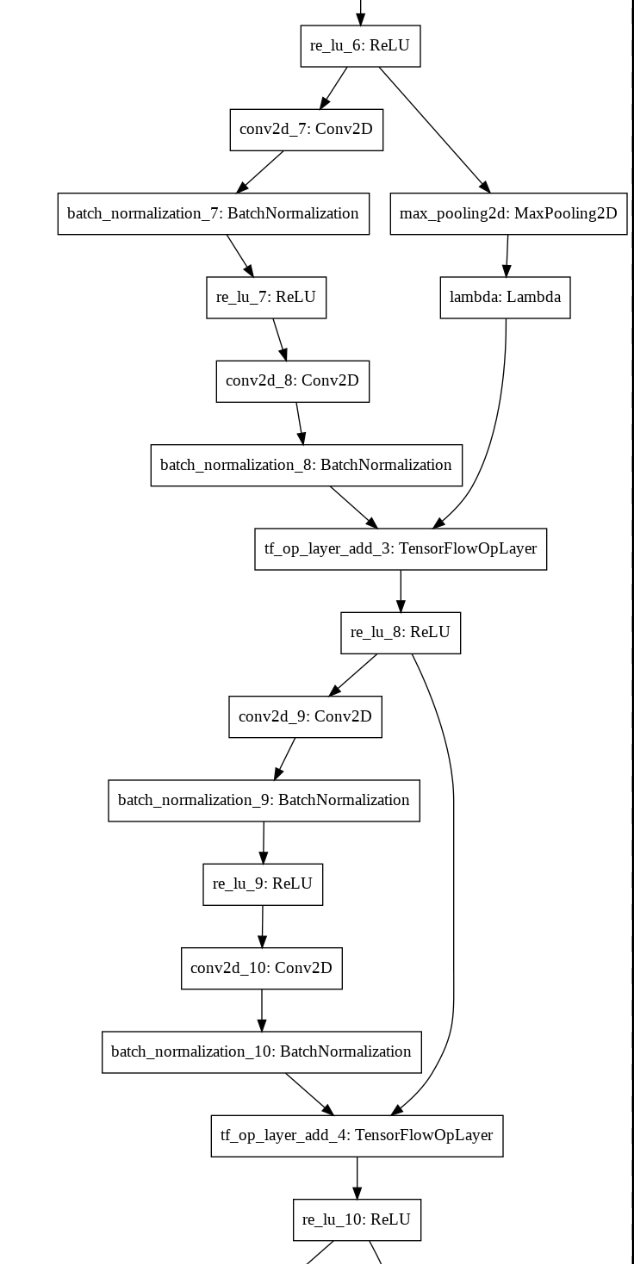 re_lu_6: ReLU
conv2d_7: Conv2D
batch_normalization_7: BatchNormalization
max_pooling2d: MaxPooling2D
re_lu_7: ReLU
lambda: Lambda
conv2d_8: Conv2D
batch_normalization_8: BatchNormalization
tf_op_layer_add_3: TensorFlowOpLayer
re_lu_8: ReLU
conv2d_9: Conv2D
batch_normalization_9: BatchNormalization
re_lu_9: ReLU
conv2d_10: Conv2D
batch_normalization_10: BatchNormalization
tf_op_layer_add_4: TensorFlowOpLayer
re_lu_10: ReLU